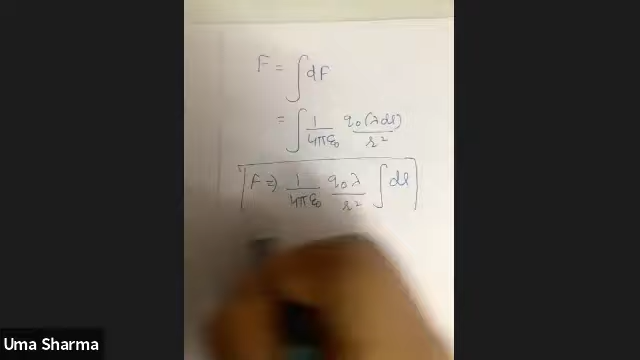 F = ∫dF
= ∫ 1/4πε₀ q₀(λdl)/r²
F ⇒ 1/4πε₀ q₀λ/r² ∫dl
Uma Sharma